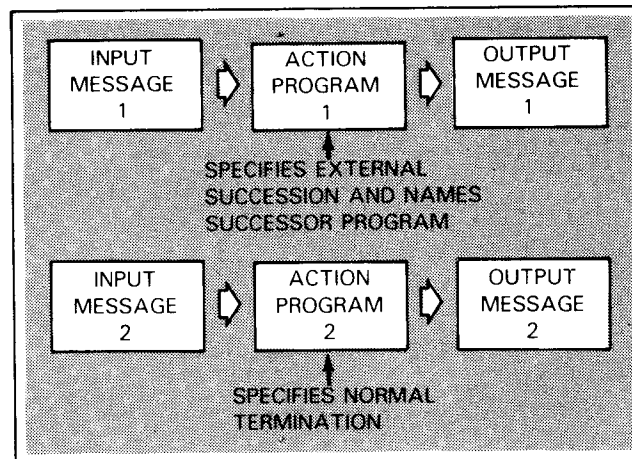 INPUT MESSAGE 1
ACTION PROGRAM 1
OUTPUT MESSAGE 1
SPECIFIES EXTERNAL
SUCCESSION AND NAMES
SUCCESSOR PROGRAM
INPUT MESSAGE 2
ACTION PROGRAM 2
OUTPUT MESSAGE 2
SPECIFIES NORMAL
TERMINATION